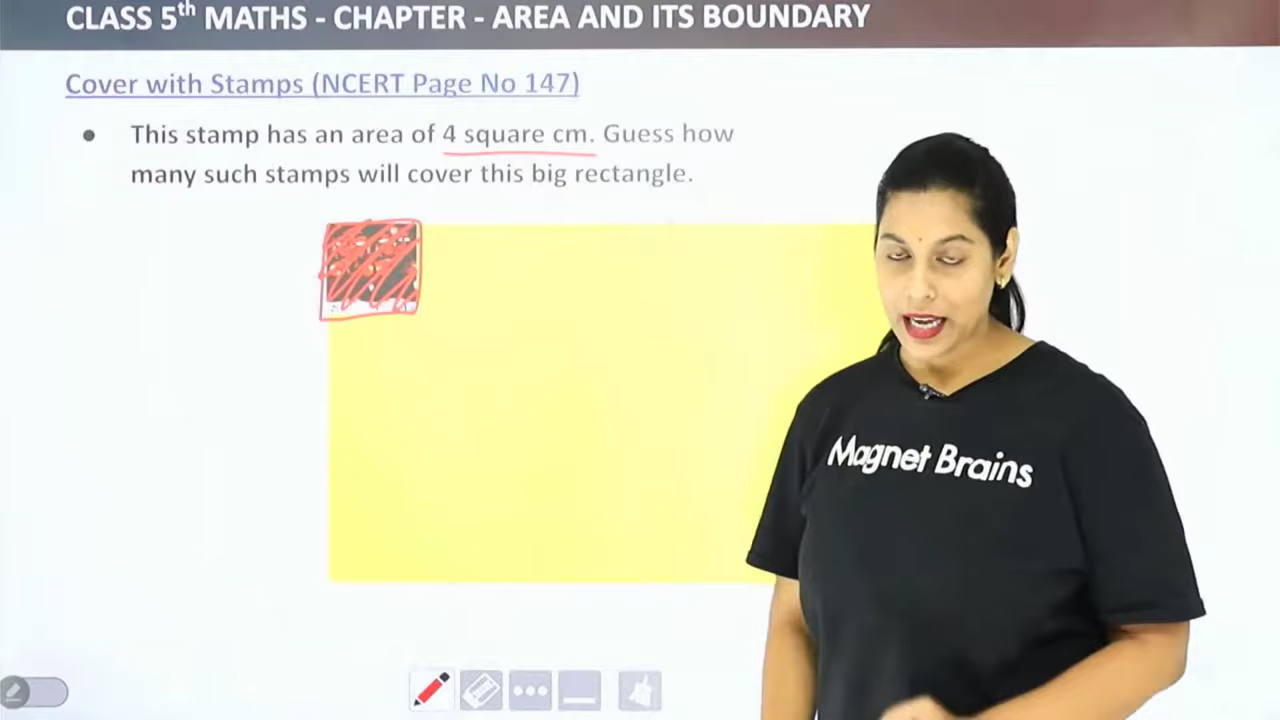 CLASS 5th MATHS - CHAPTER - AREA AND ITS BOUNDARY
Cover with Stamps (NCERT Page No 147)
● This stamp has an area of 4 square cm. Guess how
many such stamps will cover this big rectangle.
Magnet Brains